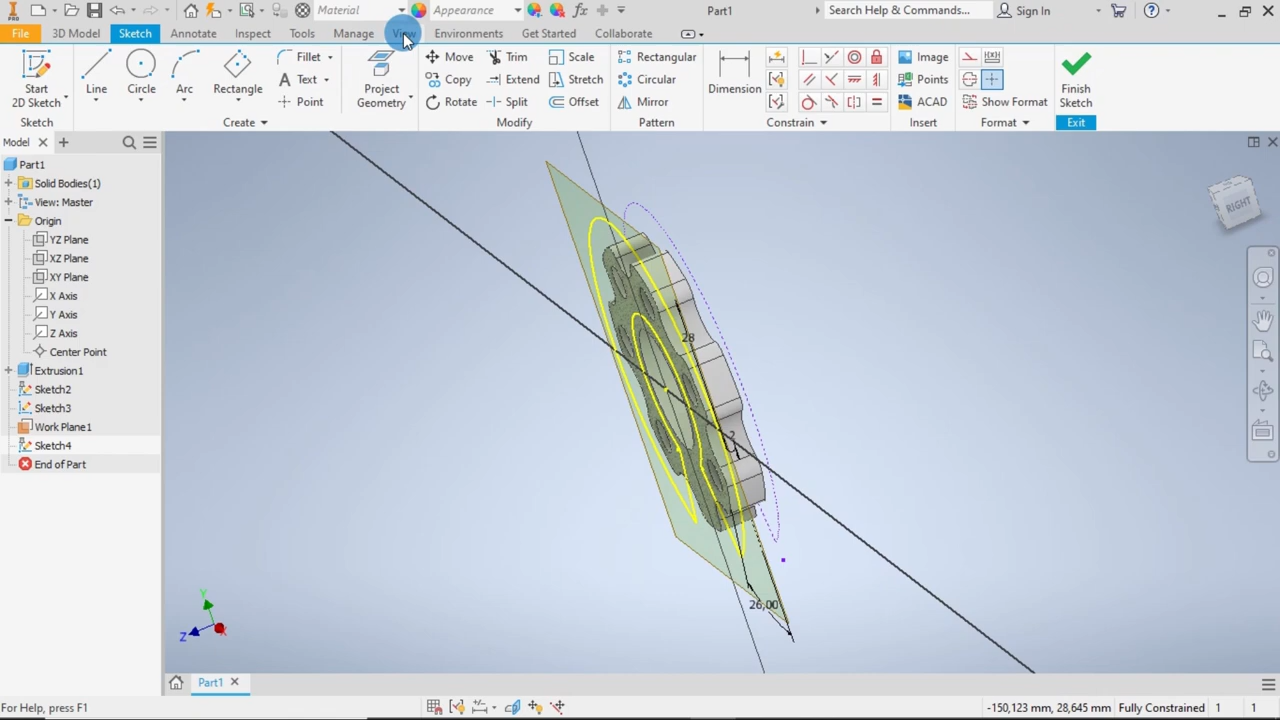 Material Appearance fx Part1 Search Help & Commands... Sign In
PRO
File 3D Model Sketch Annotate Inspect Tools Manage View Environments Get Started Collaborate
Start 2D Sketch Line Circle Arc Rectangle Fillet Text Point Project Geometry Move Copy Rotate Trim Extend Split Scale Stretch Offset Rectangular Circular Mirror Dimension Image Points ACAD Show Format Finish Sketch
Sketch Create Modify Pattern Constrain Insert Format Exit
Model
Part1
Solid Bodies(1)
View: Master
Origin
YZ Plane
XZ Plane
XY Plane
X Axis
Y Axis
Z Axis
Center Point
Extrusion1
Sketch2
Sketch3
Work Plane1
Sketch4
End of Part
RIGHT
28
2
26,00
Y
Z
X
Part1
For Help, press F1
-150,123 mm, 28,645 mm Fully Constrained 1 1